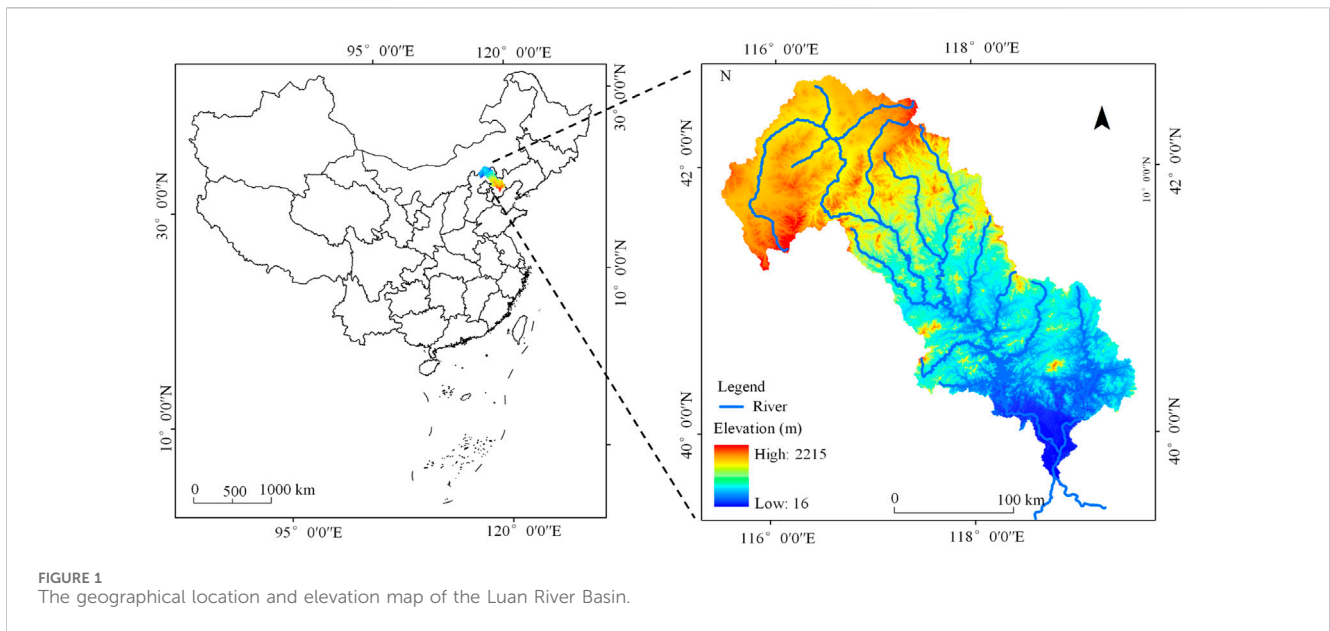 95° 0'0"E
120° 0'0"E
30° 0'0"N
30° 0'0"N
10° 0'0"N
10° 0'0"N
0
500
1000 km
95° 0'0"E
120° 0'0"E
116° 0'0"E
118° 0'0"E
N
42° 0'0"N
10° 0'0"N
42° 0'0"N
Legend
River
Elevation (m)
High: 2215
Low: 16
0
100 km
40° 0'0"N
40° 0'0"N
116° 0'0"E
118° 0'0"E
FIGURE 1
The geographical location and elevation map of the Luan River Basin.